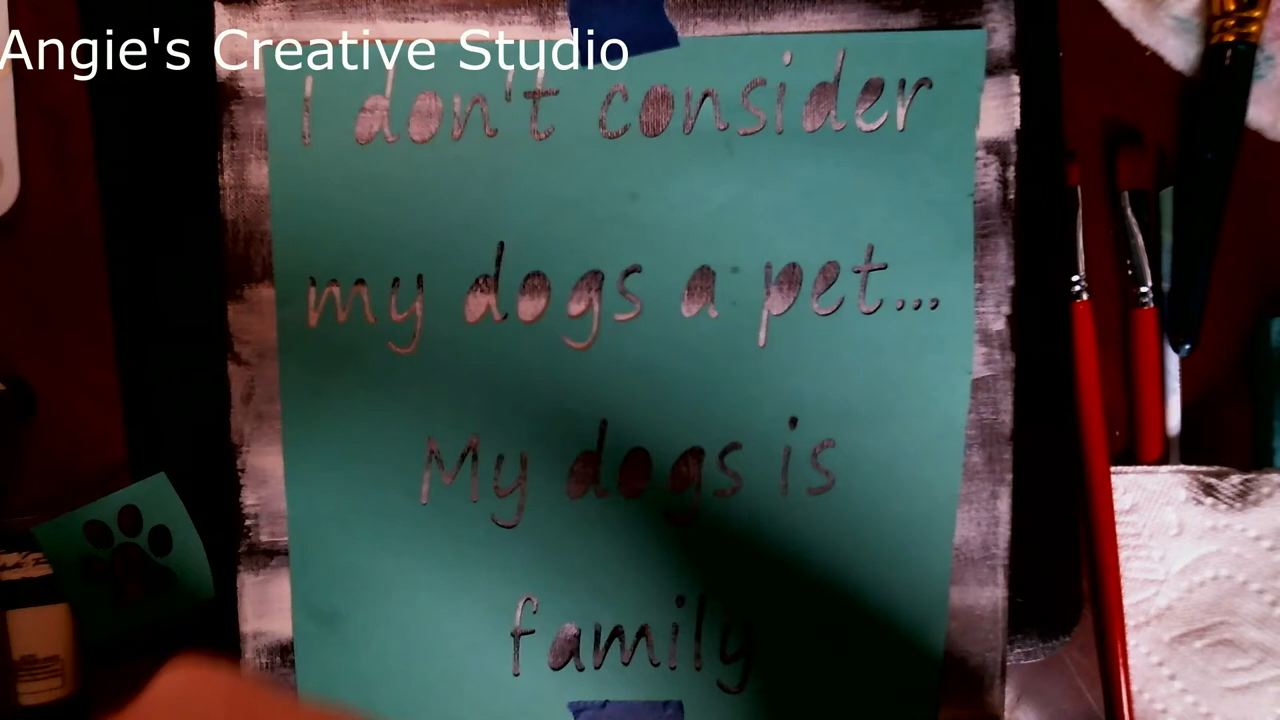 Angie's Creative Studio
I don't consider
my dogs a pet...
My dogs is
family